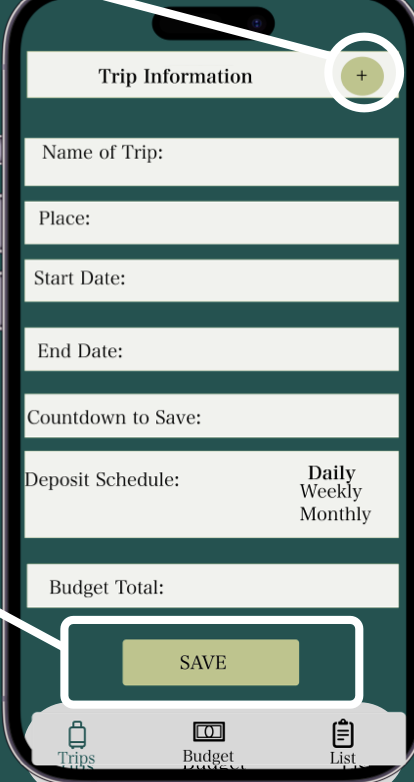 Trip Information +
Name of Trip:
Place:
Start Date:
End Date:
Countdown to Save:
Deposit Schedule: Daily
Weekly
Monthly
Budget Total:
SAVE
Trips Budget List